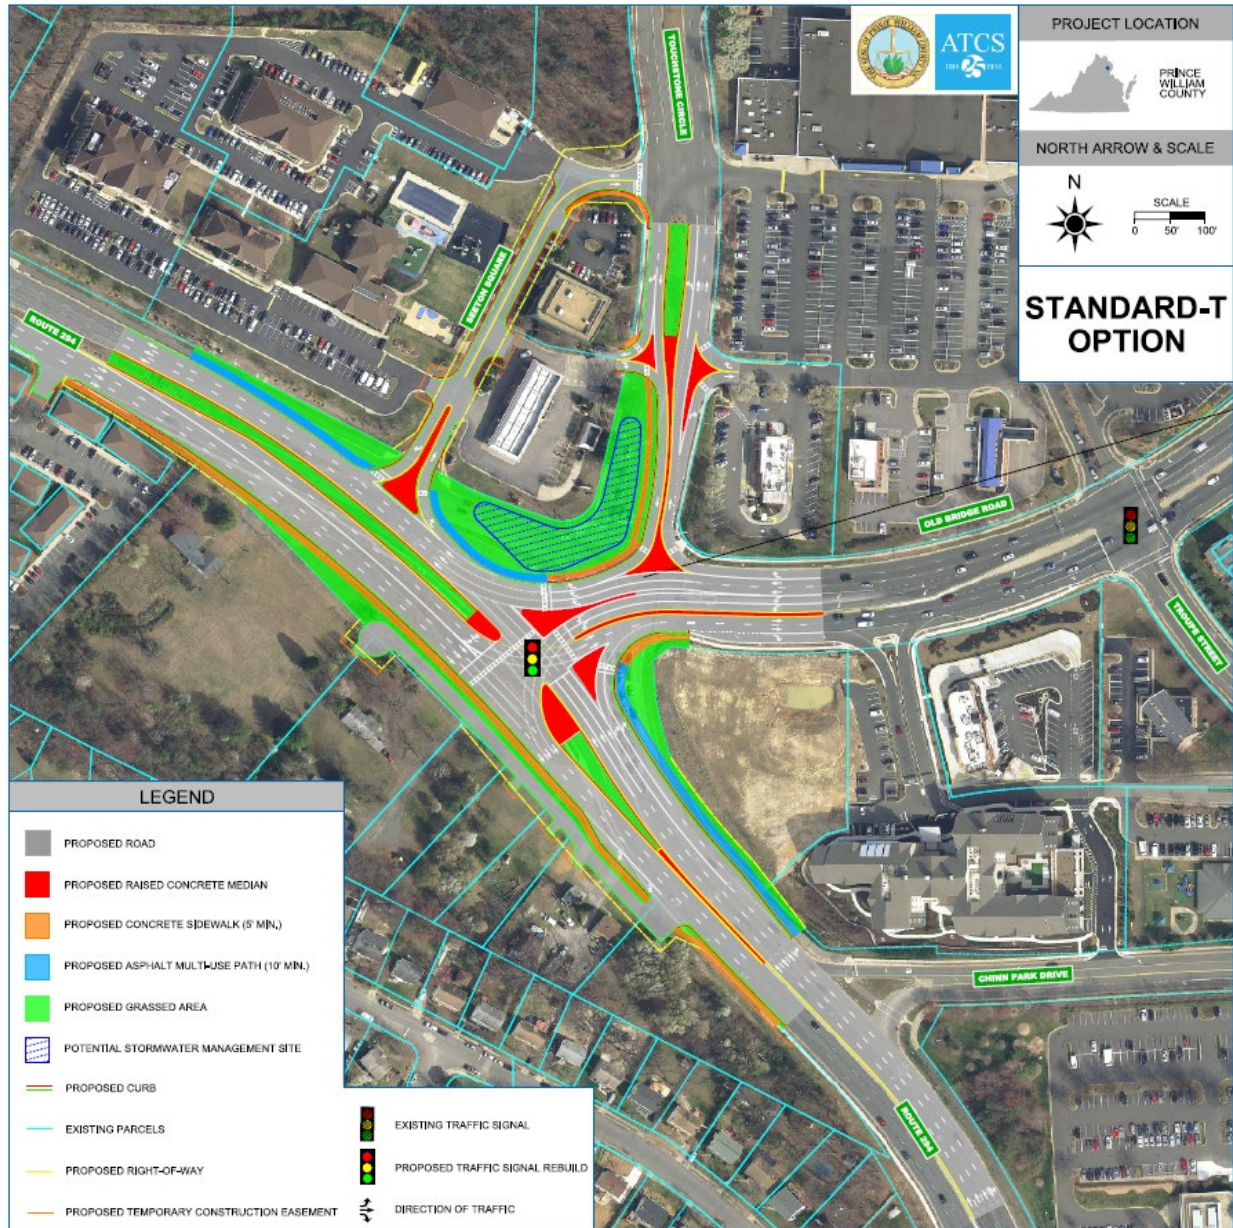 TOUCHSTONE CIRCLE
ATCS
PROJECT LOCATION
PRINCE
WILLIAM
COUNTY
NORTH ARROW & SCALE
N
SCALE
0 50' 100'
STANDARD-T
OPTION
SEETON SQUARE
ROUTE 294
OLD BRIDGE ROAD
TROUPE STREET
CHINN PARK DRIVE
ROUTE 294
LEGEND
PROPOSED ROAD
PROPOSED RAISED CONCRETE MEDIAN
PROPOSED CONCRETE SIDEWALK (5' MIN.)
PROPOSED ASPHALT MULTI-USE PATH (10' MIN.)
PROPOSED GRASSED AREA
POTENTIAL STORMWATER MANAGEMENT SITE
PROPOSED CURB
EXISTING PARCELS
PROPOSED RIGHT-OF-WAY
PROPOSED TEMPORARY CONSTRUCTION EASEMENT
EXISTING TRAFFIC SIGNAL
PROPOSED TRAFFIC SIGNAL REBUILD
DIRECTION OF TRAFFIC